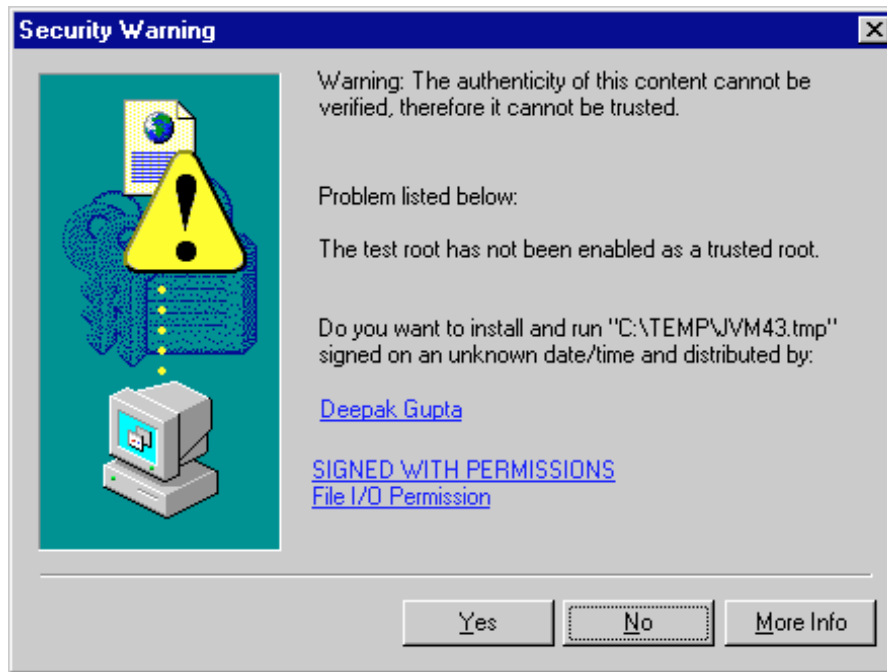 Security Warning
Warning: The authenticity of this content cannot be
verified, therefore it cannot be trusted.
Problem listed below:
The test root has not been enabled as a trusted root.
Do you want to install and run "C:\TEMP\JVM43.tmp"
signed on an unknown date/time and distributed by:
Deepak Gupta
SIGNED WITH PERMISSIONS
File I/O Permission
Yes
No
More Info